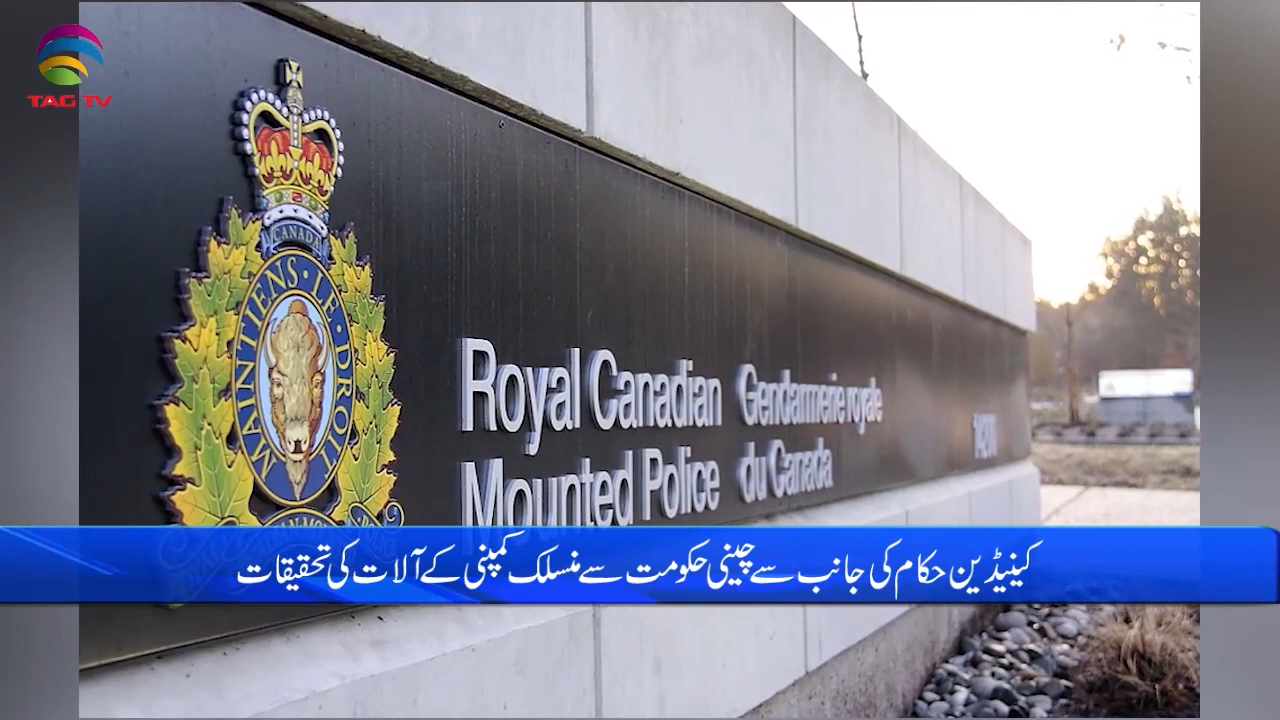 TAG TV
CANADA
MAINTIENS LE DROIT
Royal Canadian
Mounted Police
Gendarmerie royale
du Canada
کینیڈین حکام کی جانب سے چینی حکومت سے منسلک کمپنی کے آلات کی تحقیقات